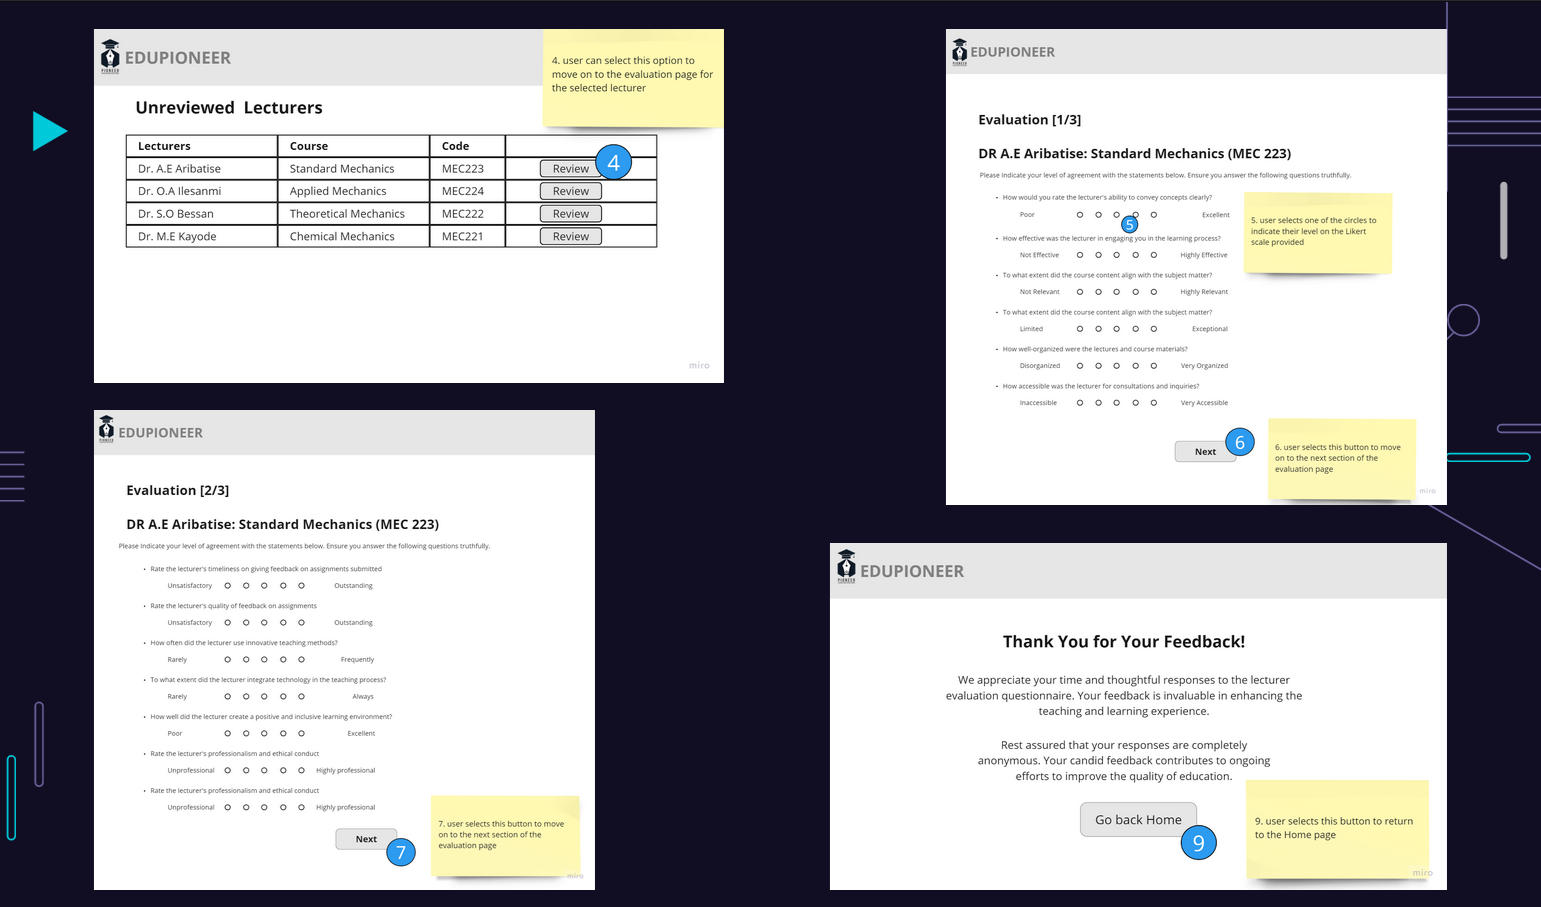 PIONEER
EDUPIONEER
4. user can select this option to
move on to the evaluation page for
the selected lecturer
Unreviewed Lecturers
Lecturers Course Code
Dr. A.E Aribatise Standard Mechanics MEC223 Review 4
Dr. O.A Ilesanmi Applied Mechanics MEC224 Review
Dr. S.O Bessan Theoretical Mechanics MEC222 Review
Dr. M.E Kayode Chemical Mechanics MEC221 Review
miro
EDUPIONEER
Evaluation [1/3]
DR A.E Aribatise: Standard Mechanics (MEC 223)
Please Indicate your level of agreement with the statements below. Ensure you answer the following questions truthfully.
• How would you rate the lecturer's ability to convey concepts clearly?
Poor Excellent
5
• How effective was the lecturer in engaging you in the learning process?
Not Effective Highly Effective
• To what extent did the course content align with the subject matter?
Not Relevant Highly Relevant
• To what extent did the course content align with the subject matter?
Limited Exceptional
• How well-organized were the lectures and course materials?
Disorganized Very Organized
• How accessible was the lecturer for consultations and inquiries?
Inaccessible Very Accessible
5. user selects one of the circles to
indicate their level on the Likert
scale provided
Next 6
6. user selects this button to move
on to the next section of the
evaluation page
miro
EDUPIONEER
Evaluation [2/3]
DR A.E Aribatise: Standard Mechanics (MEC 223)
Please Indicate your level of agreement with the statements below. Ensure you answer the following questions truthfully.
• Rate the lecturer's timeliness on giving feedback on assignments submitted
Unsatisfactory Outstanding
• Rate the lecturer's quality of feedback on assignments
Unsatisfactory Outstanding
• How often did the lecturer use innovative teaching methods?
Rarely Frequently
• To what extent did the lecturer integrate technology in the teaching process?
Rarely Always
• How well did the lecturer create a positive and inclusive learning environment?
Poor Excellent
• Rate the lecturer's professionalism and ethical conduct
Unprofessional Highly professional
• Rate the lecturer's professionalism and ethical conduct
Unprofessional Highly professional
Next 7
7. user selects this button to move
on to the next section of the
evaluation page
miro
PIONEER
EDUPIONEER
Thank You for Your Feedback!
We appreciate your time and thoughtful responses to the lecturer
evaluation questionnaire. Your feedback is invaluable in enhancing the
teaching and learning experience.
Rest assured that your responses are completely
anonymous. Your candid feedback contributes to ongoing
efforts to improve the quality of education.
Go back Home
9
9. user selects this button to return
to the Home page
miro